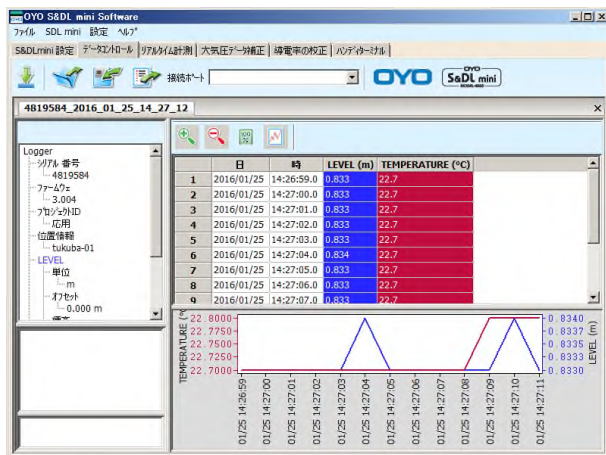 OYO S&DL mini Software
ファイル SDL mini 設定 ヘルプ
S&DLmini 設定 データコントロール リアルタイム計測 大気圧データ補正 導電率の校正 ハンディターミナル
接続ポート OYO S&DL mini
4819584_2016_01_25_14_27_12
Logger
シリアル 番号
4819584
ファームウェ
3.004
プロジェクトID
応用
位置情報
tukuba-01
LEVEL
単位
m
オフセット
0.000 m
日 時 LEVEL (m) TEMPERATURE (°C)
1 2016/01/25 14:26:59.0 0.833 22.7
2 2016/01/25 14:27:00.0 0.833 22.7
3 2016/01/25 14:27:01.0 0.833 22.7
4 2016/01/25 14:27:02.0 0.833 22.7
5 2016/01/25 14:27:03.0 0.833 22.7
6 2016/01/25 14:27:04.0 0.834 22.7
7 2016/01/25 14:27:05.0 0.833 22.7
8 2016/01/25 14:27:06.0 0.833 22.7
9 2016/01/25 14:27:07.0 0.833 22.7
TEMPERATURE (°
22.8000
22.7750
22.7500
22.7250
22.7000
0.8340
0.8337
0.8335
0.8333
0.8330
LEVEL (m)
01/25 14:26:59
01/25 14:27:00
01/25 14:27:01
01/25 14:27:02
01/25 14:27:03
01/25 14:27:04
01/25 14:27:05
01/25 14:27:06
01/25 14:27:07
01/25 14:27:08
01/25 14:27:09
01/25 14:27:10
01/25 14:27:11